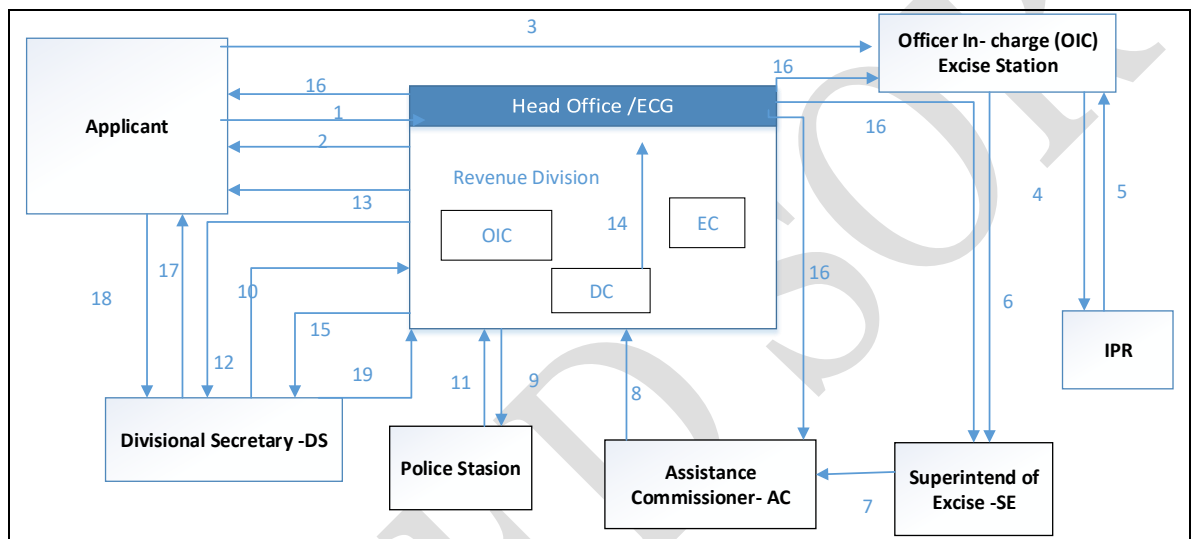 3
Officer In- charge (OIC)
Excise Station
16
16
Head Office /ECG
Applicant
1
16
2
Revenue Division
13
4
5
14
EC
OIC
17
10
16
DC
18
6
15
IPR
12
19
11
9
8
Divisional Secretary -DS
Police Stasion
Assistance
Commissioner- AC
Superintend of
Excise -SE
7